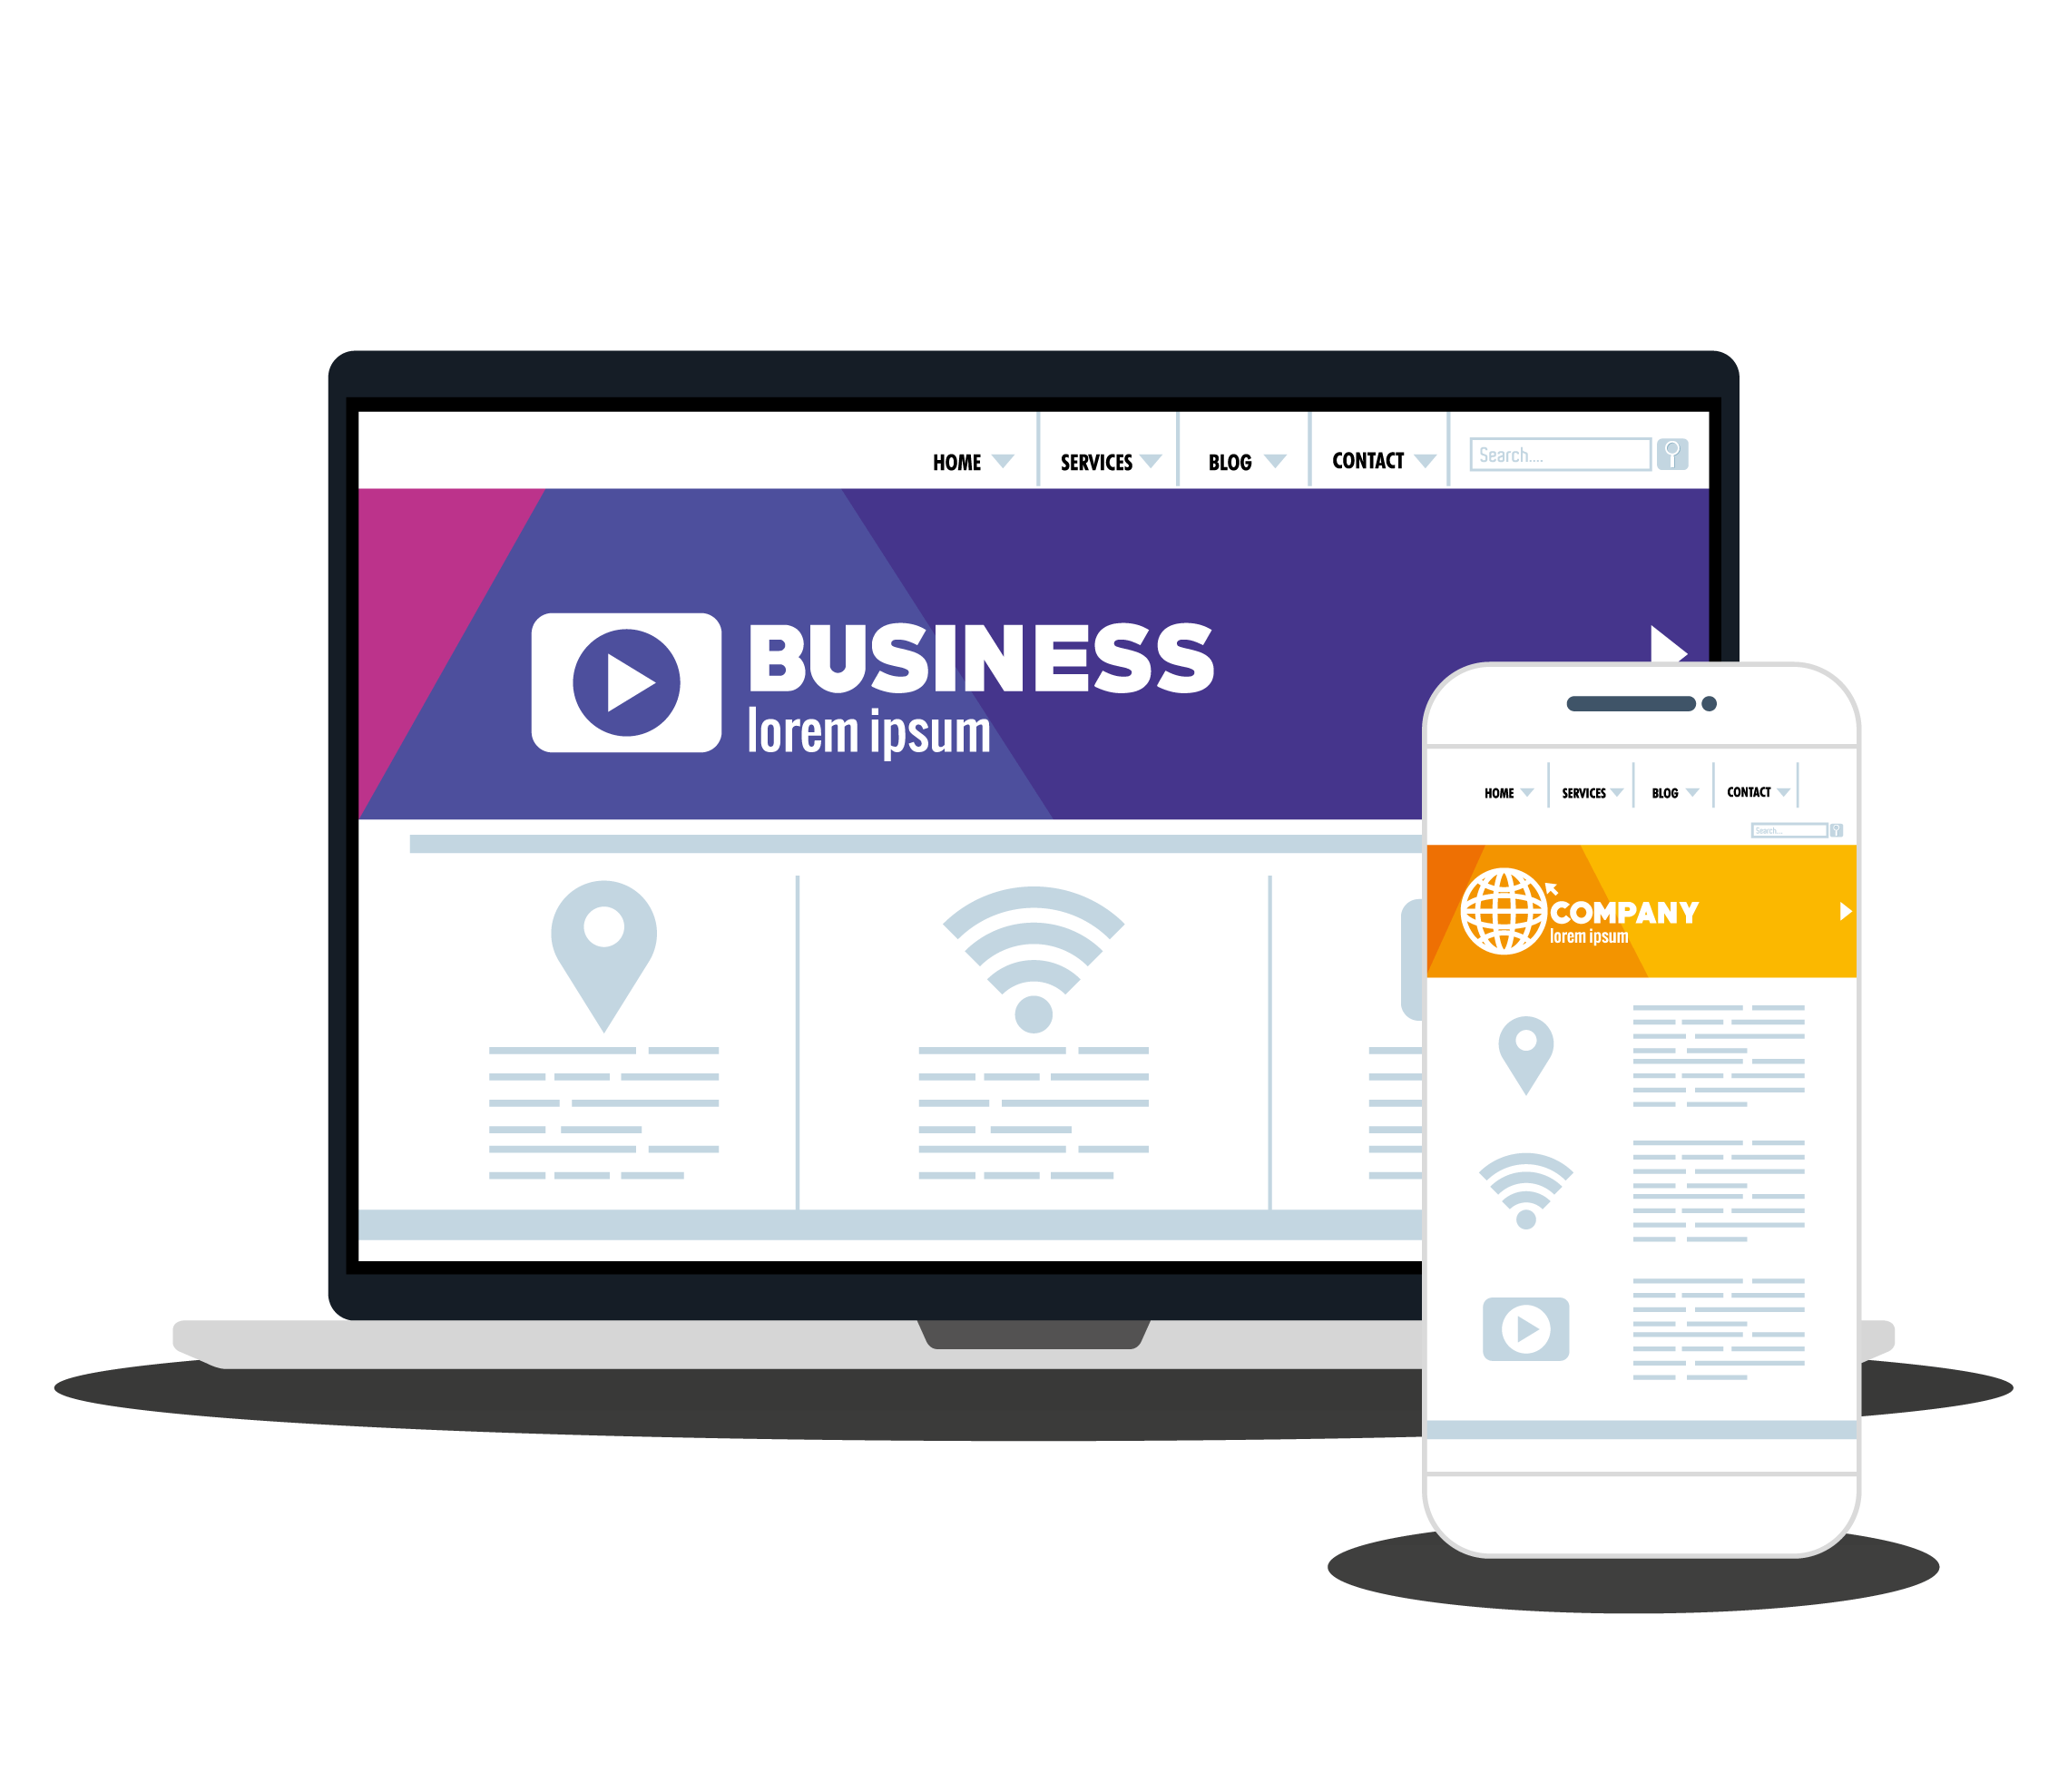 HOME SERVICES BLOG CONTACT Search....
BUSINESS
lorem ipsum
HOME SERVICES BLOG CONTACT
Search....
COMPANY
lorem ipsum